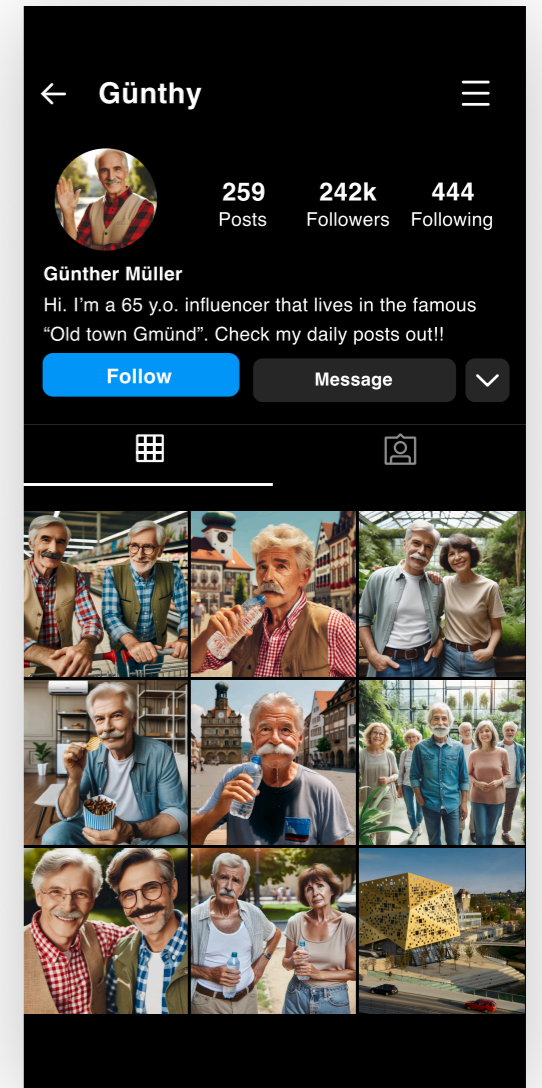 Günthy
259 242k 444
Posts Followers Following
Günther Müller
Hi. I’m a 65 y.o. influencer that lives in the famous
“Old town Gmünd”. Check my daily posts out!!
Follow Message